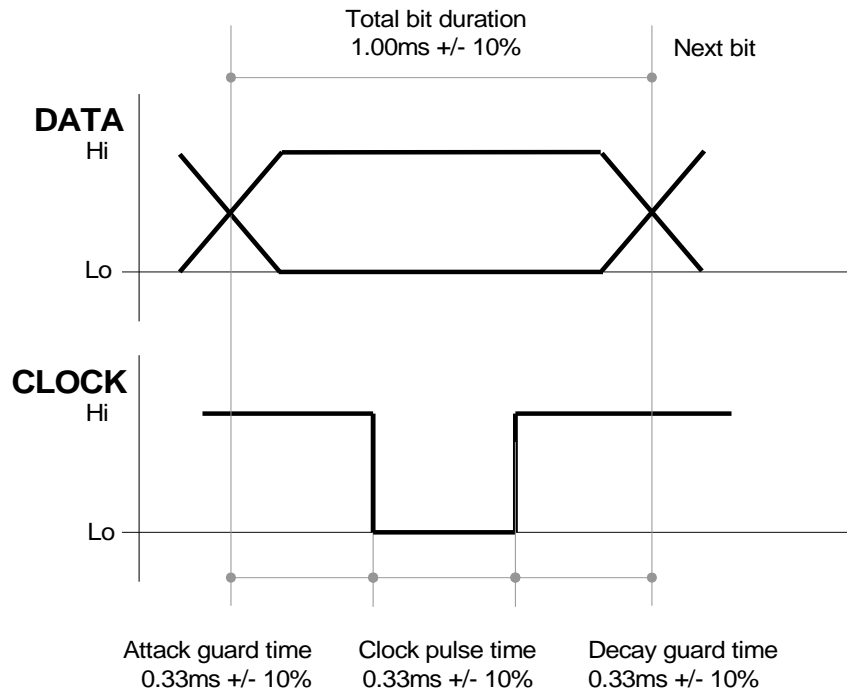 Total bit duration
1.00ms +/- 10%
Next bit
DATA
Hi
Lo
CLOCK
Hi
Lo
Attack guard time
0.33ms +/- 10%
Clock pulse time
0.33ms +/- 10%
Decay guard time
0.33ms +/- 10%